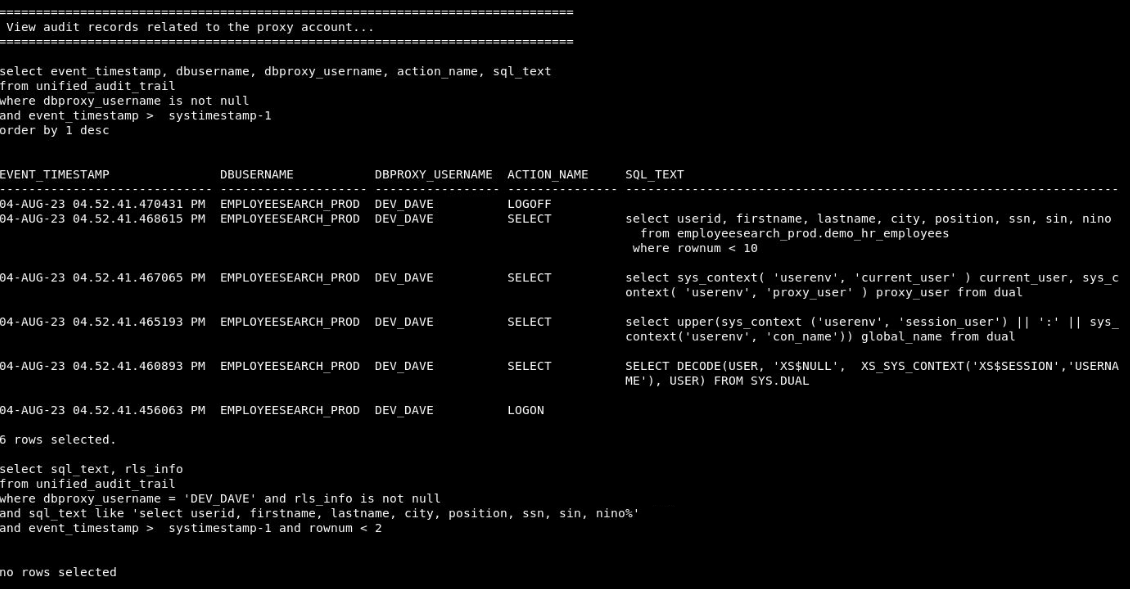 ==============================================================================
View audit records related to the proxy account...
==============================================================================
select event_timestamp, dbusername, dbproxy_username, action_name, sql_text
from unified_audit_trail
where dbproxy_username is not null
and event_timestamp >  systimestamp-1
order by 1 desc
EVENT_TIMESTAMP               DBUSERNAME           DBPROXY_USERNAME  ACTION_NAME     SQL_TEXT
----------------------------- -------------------- ----------------- --------------- -------------------------------------------------------------------
04-AUG-23 04.52.41.470431 PM  EMPLOYEESEARCH_PROD  DEV_DAVE          LOGOFF
04-AUG-23 04.52.41.468615 PM  EMPLOYEESEARCH_PROD  DEV_DAVE          SELECT          select userid, firstname, lastname, city, position, ssn, sin, nino
from employeesearch_prod.demo_hr_employees
where rownum < 10
04-AUG-23 04.52.41.467065 PM  EMPLOYEESEARCH_PROD  DEV_DAVE          SELECT          select sys_context( 'userenv', 'current_user' ) current_user, sys_c
ontext( 'userenv', 'proxy_user' ) proxy_user from dual
04-AUG-23 04.52.41.465193 PM  EMPLOYEESEARCH_PROD  DEV_DAVE          SELECT          select upper(sys_context ('userenv', 'session_user') || ':' || sys_
context('userenv', 'con_name')) global_name from dual
04-AUG-23 04.52.41.460893 PM  EMPLOYEESEARCH_PROD  DEV_DAVE          SELECT          SELECT DECODE(USER, 'XS$NULL',  XS_SYS_CONTEXT('XS$SESSION','USERNA
ME'), USER) FROM SYS.DUAL
04-AUG-23 04.52.41.456063 PM  EMPLOYEESEARCH_PROD  DEV_DAVE          LOGON
6 rows selected.
select sql_text, rls_info
from unified_audit_trail
where dbproxy_username = 'DEV_DAVE' and rls_info is not null
and sql_text like 'select userid, firstname, lastname, city, position, ssn, sin, nino%'
and event_timestamp >  systimestamp-1 and rownum < 2
no rows selected